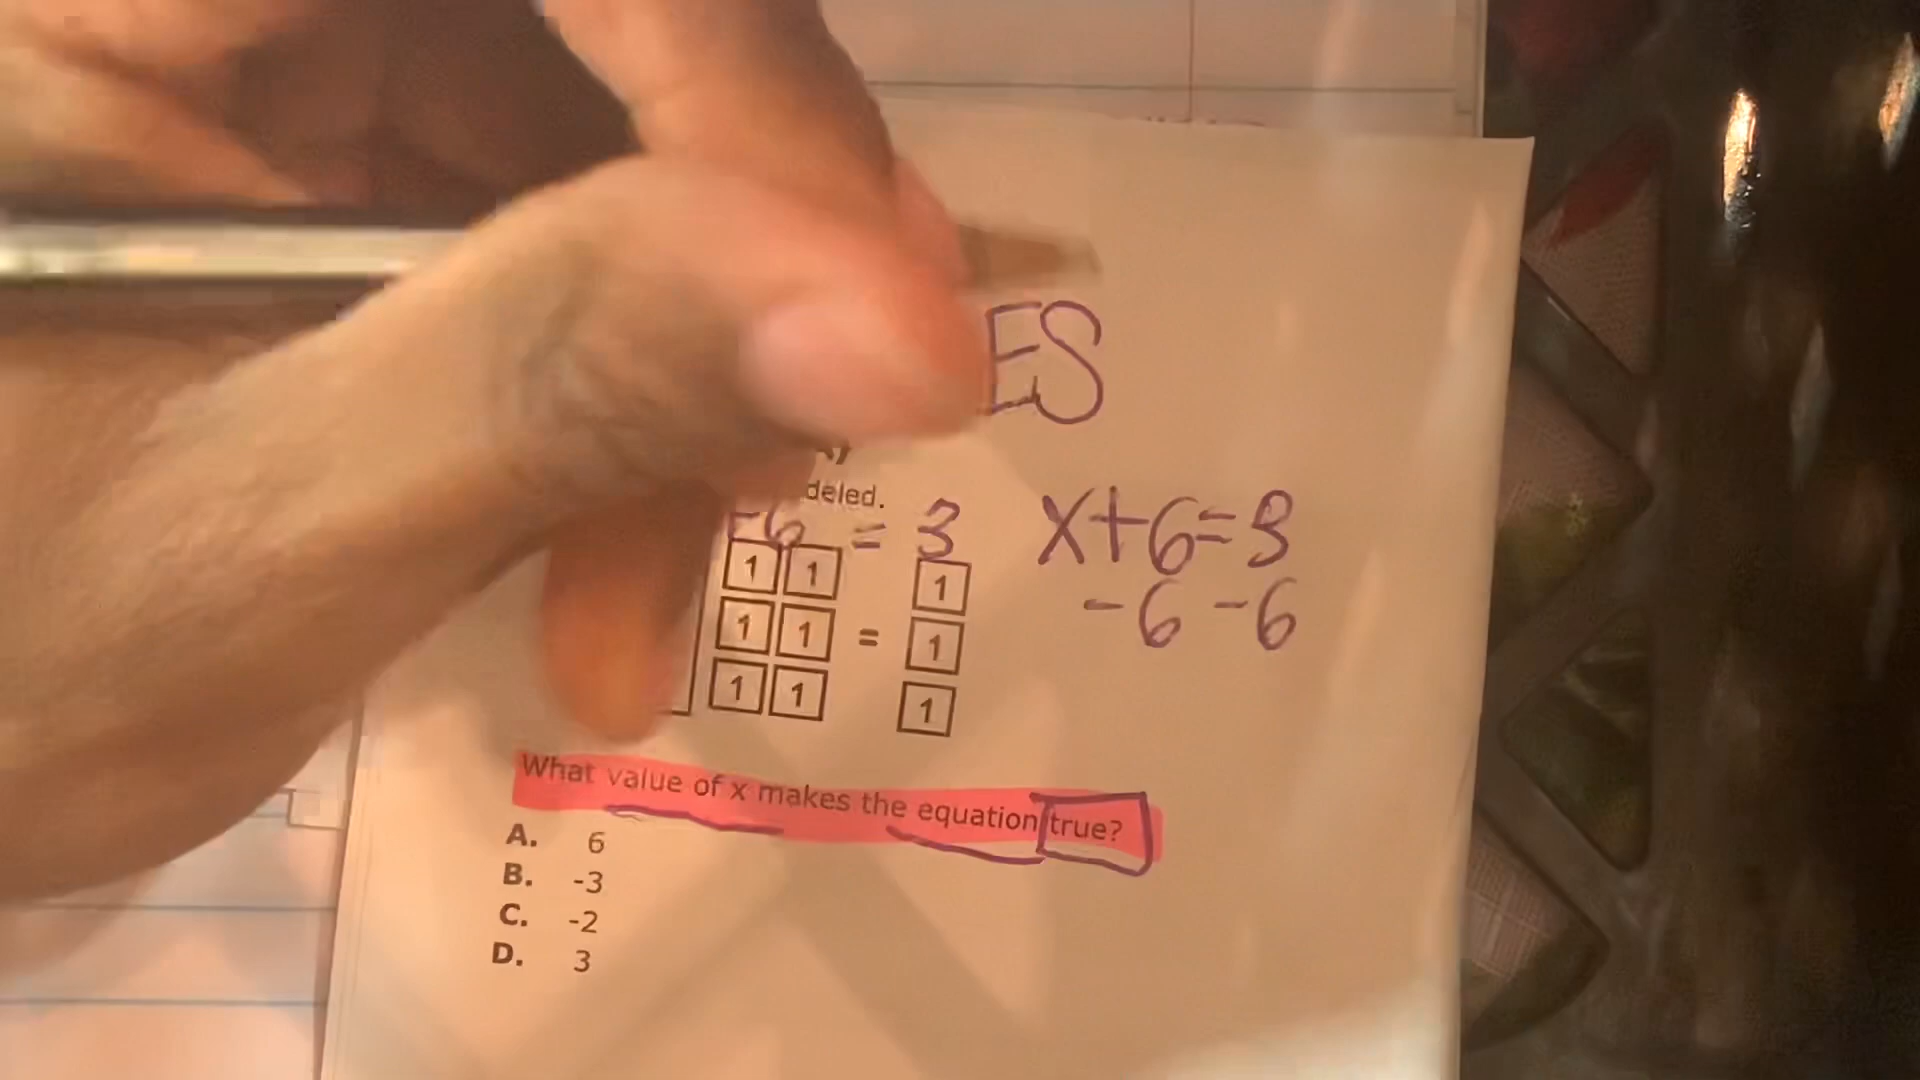 ES
deled.
+6 = 3
x+6=3
-6 -6
1 1 1
1 1 = 1
1 1 1
What value of x makes the equation true?
A. 6
B. -3
C. -2
D. 3